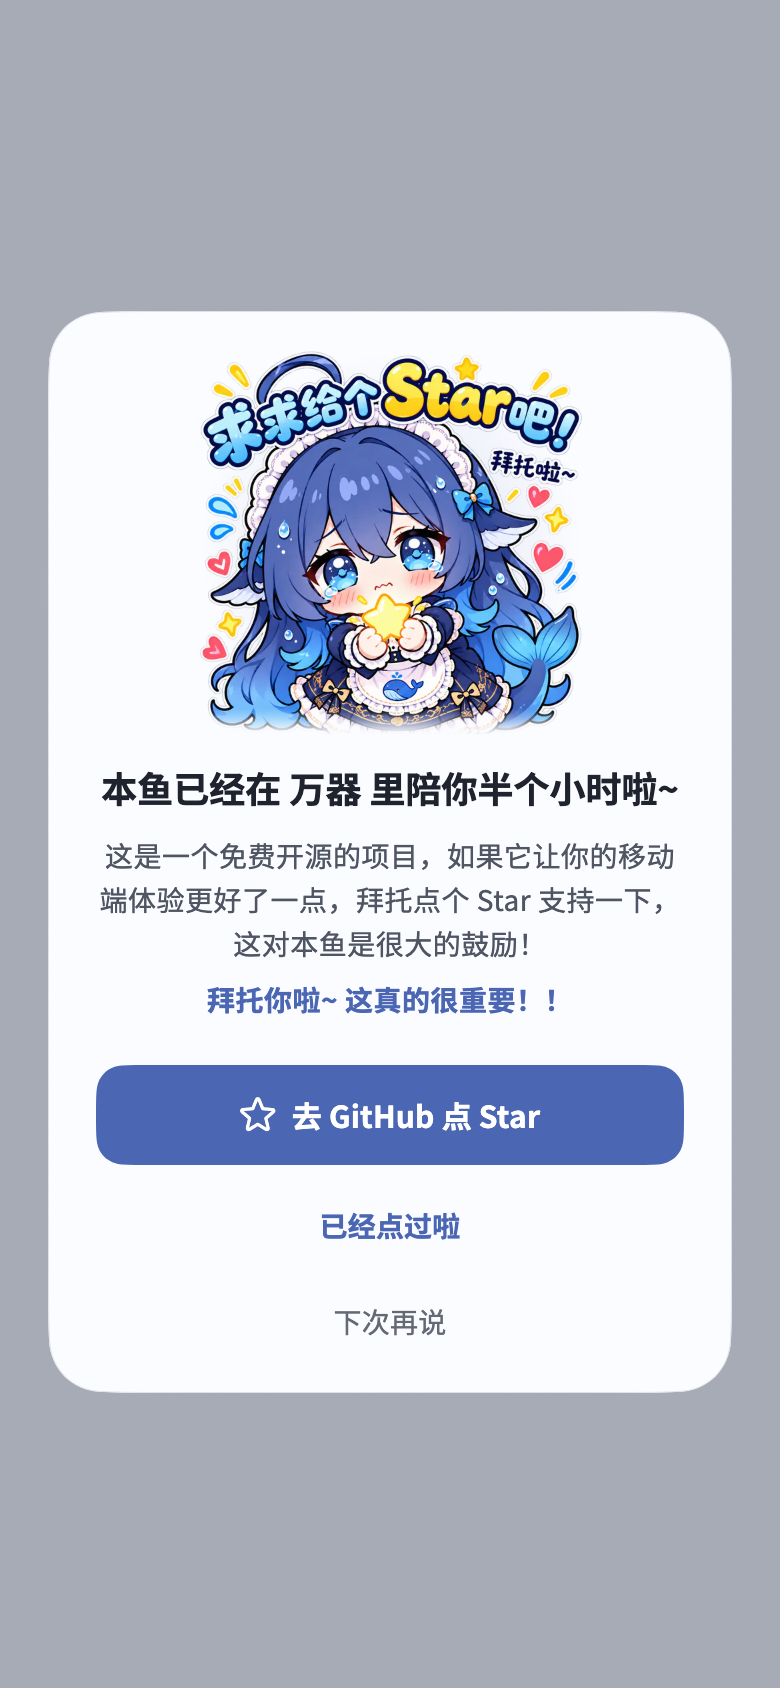 求求给个Star吧!
拜托啦~
本鱼已经在 万器 里陪你半个小时啦~
这是一个免费开源的项目，如果它让你的移动
端体验更好了一点，拜托点个 Star 支持一下，
这对本鱼是很大的鼓励！
拜托你啦~ 这真的很重要！！
去 GitHub 点 Star
已经点过啦
下次再说